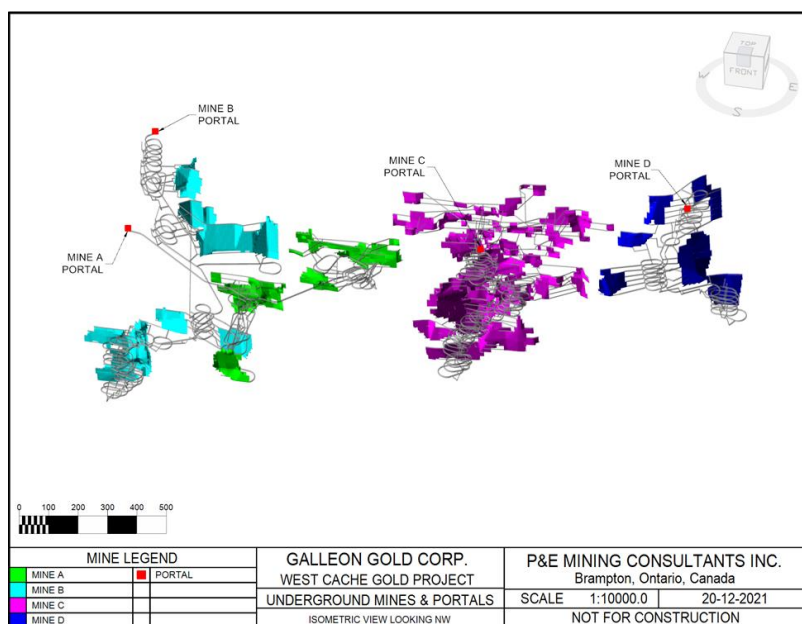 MINE B
PORTAL
MINE A
PORTAL
MINE C
PORTAL
MINE D
PORTAL
TOP
FRONT
W
S
E
0 100 200 300 400 500
MINE LEGEND
MINE A
PORTAL
MINE B
MINE C
MINE D
GALLEON GOLD CORP.
WEST CACHE GOLD PROJECT
UNDERGROUND MINES & PORTALS
ISOMETRIC VIEW LOOKING NW
P&E MINING CONSULTANTS INC.
Brampton, Ontario, Canada
SCALE 1:10000.0 20-12-2021
NOT FOR CONSTRUCTION